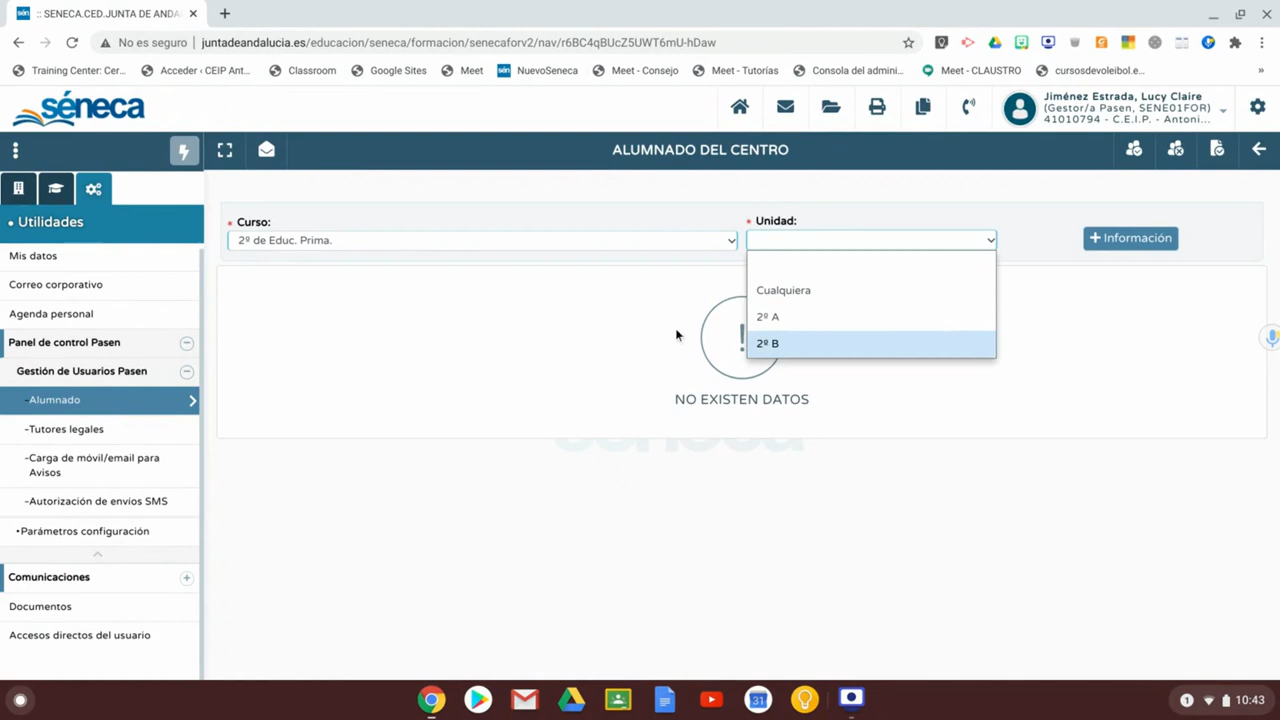 :: SENECA.CED.JUNTA DE ANDA
No es seguro
juntadeandalucia.es/educacion/seneca/formacion/senecaforv2/nav/r6BC4qBUcZ5UWT6mU-hDaw
Training Center: Cer...
Acceder ‹ CEIP Ant...
Classroom
Google Sites
Meet
NuevoSeneca
Meet - Consejo
Meet - Tutorías
Consola del admini...
Meet - CLAUSTRO
cursosdevoleibol.e...
»
séneca
Jiménez Estrada, Lucy Claire
(Gestor/a Pasen, SENE01FOR)
41010794 - C.E.I.P. - Antoni...
ALUMNADO DEL CENTRO
• Utilidades
Mis datos
Correo corporativo
Agenda personal
Panel de control Pasen
Gestión de Usuarios Pasen
-Alumnado
-Tutores legales
-Carga de móvil/email para
Avisos
-Autorización de envíos SMS
•Parámetros configuración
Comunicaciones
Documentos
Accesos directos del usuario
* Curso:
2º de Educ. Prima.
* Unidad:
Cualquiera
2º A
2º B
+ Información
NO EXISTEN DATOS
séneca
31
1
10:43